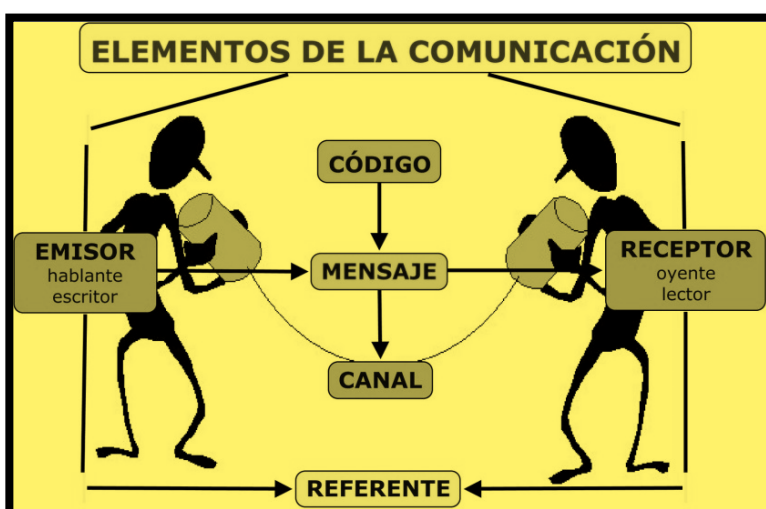 ELEMENTOS DE LA COMUNICACIÓN
CÓDIGO
EMISOR
hablante
escritor
MENSAJE
RECEPTOR
oyente
lector
CANAL
REFERENTE